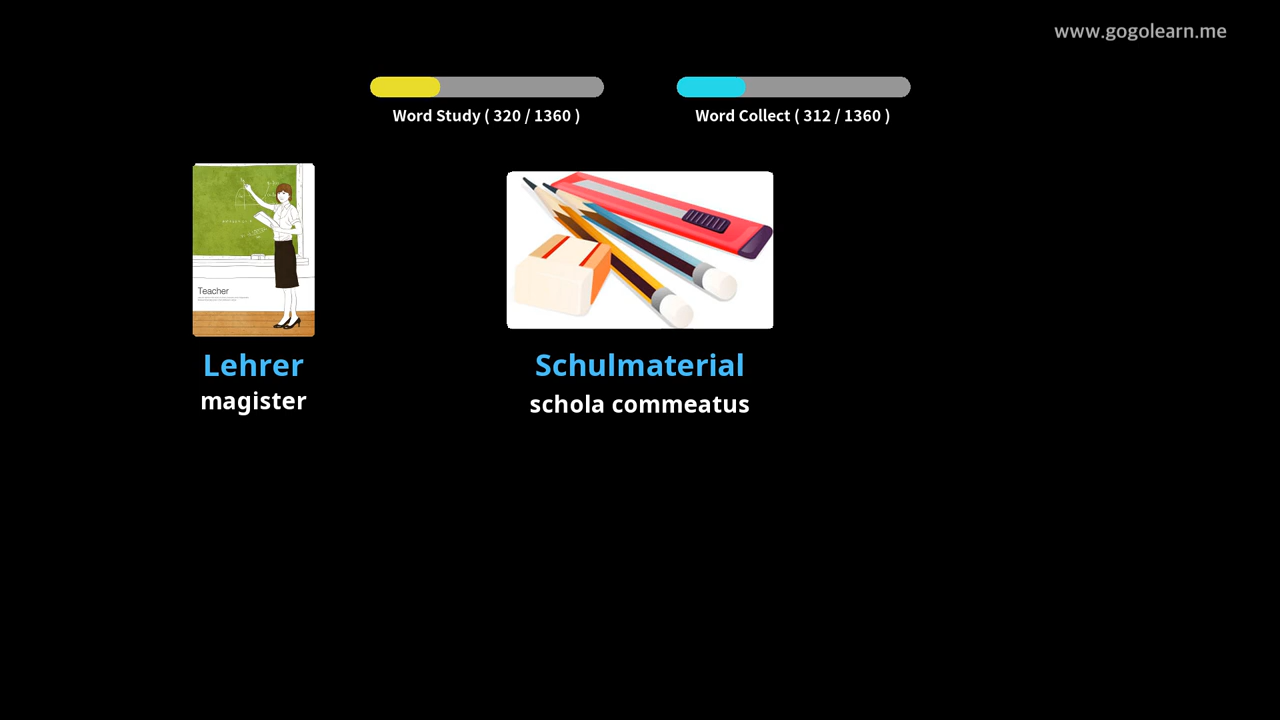 www.gogolearn.me
Word Study ( 320 / 1360 )
Word Collect ( 312 / 1360 )
Teacher
Lehrer
magister
Schulmaterial
schola commeatus